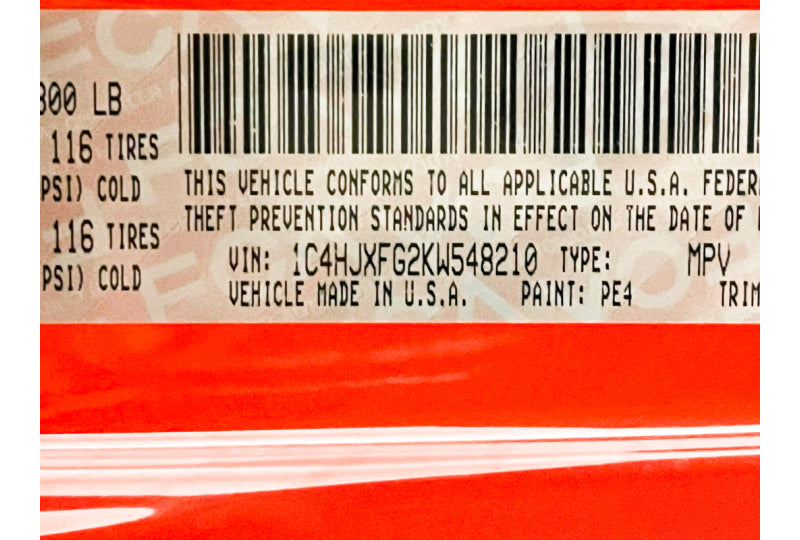 LB
116 TIRES
PSI) COLD
116 TIRES
PSI) COLD
THIS VEHICLE CONFORMS TO ALL APPLICABLE U.S.A. FEDER
THEFT PREVENTION STANDARDS IN EFFECT ON THE DATE OF
VIN: 1C4HJXFG2KW548210 TYPE: MPV
VEHICLE MADE IN U.S.A. PAINT: PE4 TRIM